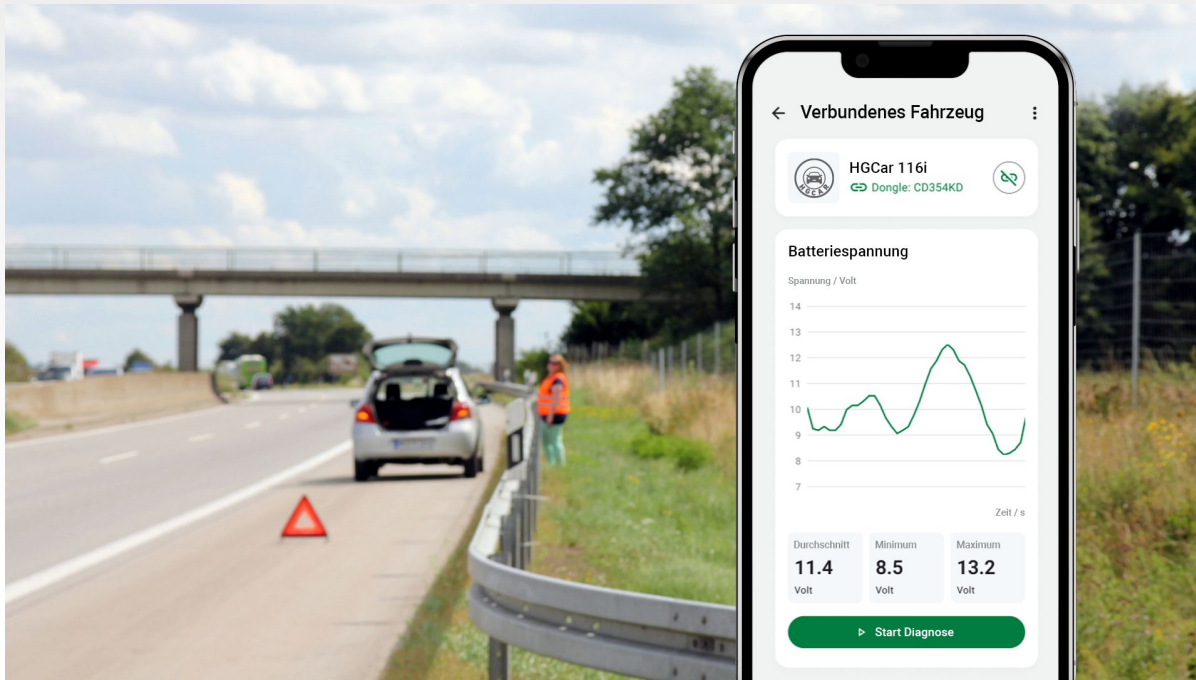 Verbundenes Fahrzeug
HGCar 116i
HGCAR
Dongle: CD354KD
Batteriespannung
Spannung / Volt
14
13
12
11
10
9
8
7
Zeit / s
Durchschnitt
Minimum
Maximum
11.4
8.5
13.2
Volt
Volt
Volt
Start Diagnose